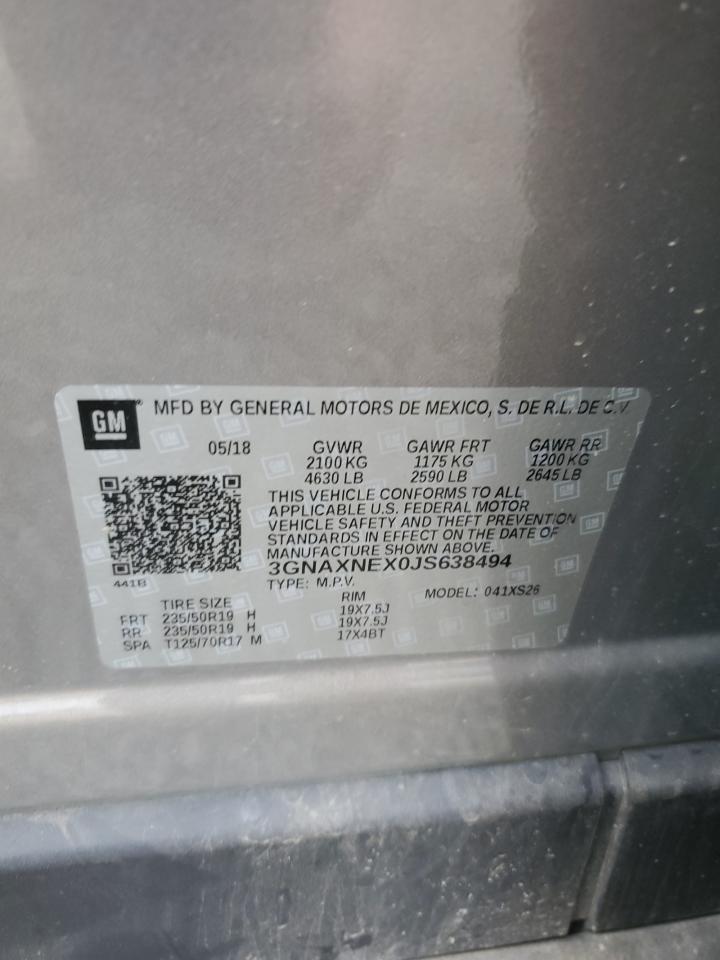 GM
MFD BY GENERAL MOTORS DE MEXICO, S. DE R.L. DE C.V.
05/18 GVWR GAWR FRT GAWR RR
2100 KG 1175 KG 1200 KG
4630 LB 2590 LB 2645 LB
THIS VEHICLE CONFORMS TO ALL
APPLICABLE U.S. FEDERAL MOTOR
VEHICLE SAFETY AND THEFT PREVENTION
STANDARDS IN EFFECT ON THE DATE OF
MANUFACTURE SHOWN ABOVE.
3GNAXNEX0JS638494
441B
TYPE: M.P.V. MODEL: 041XS26
TIRE SIZE RIM
FRT 235/50R19 H 19X7.5J
RR 235/50R19 H 19X7.5J
SPA T125/70R17 M 17X4BT